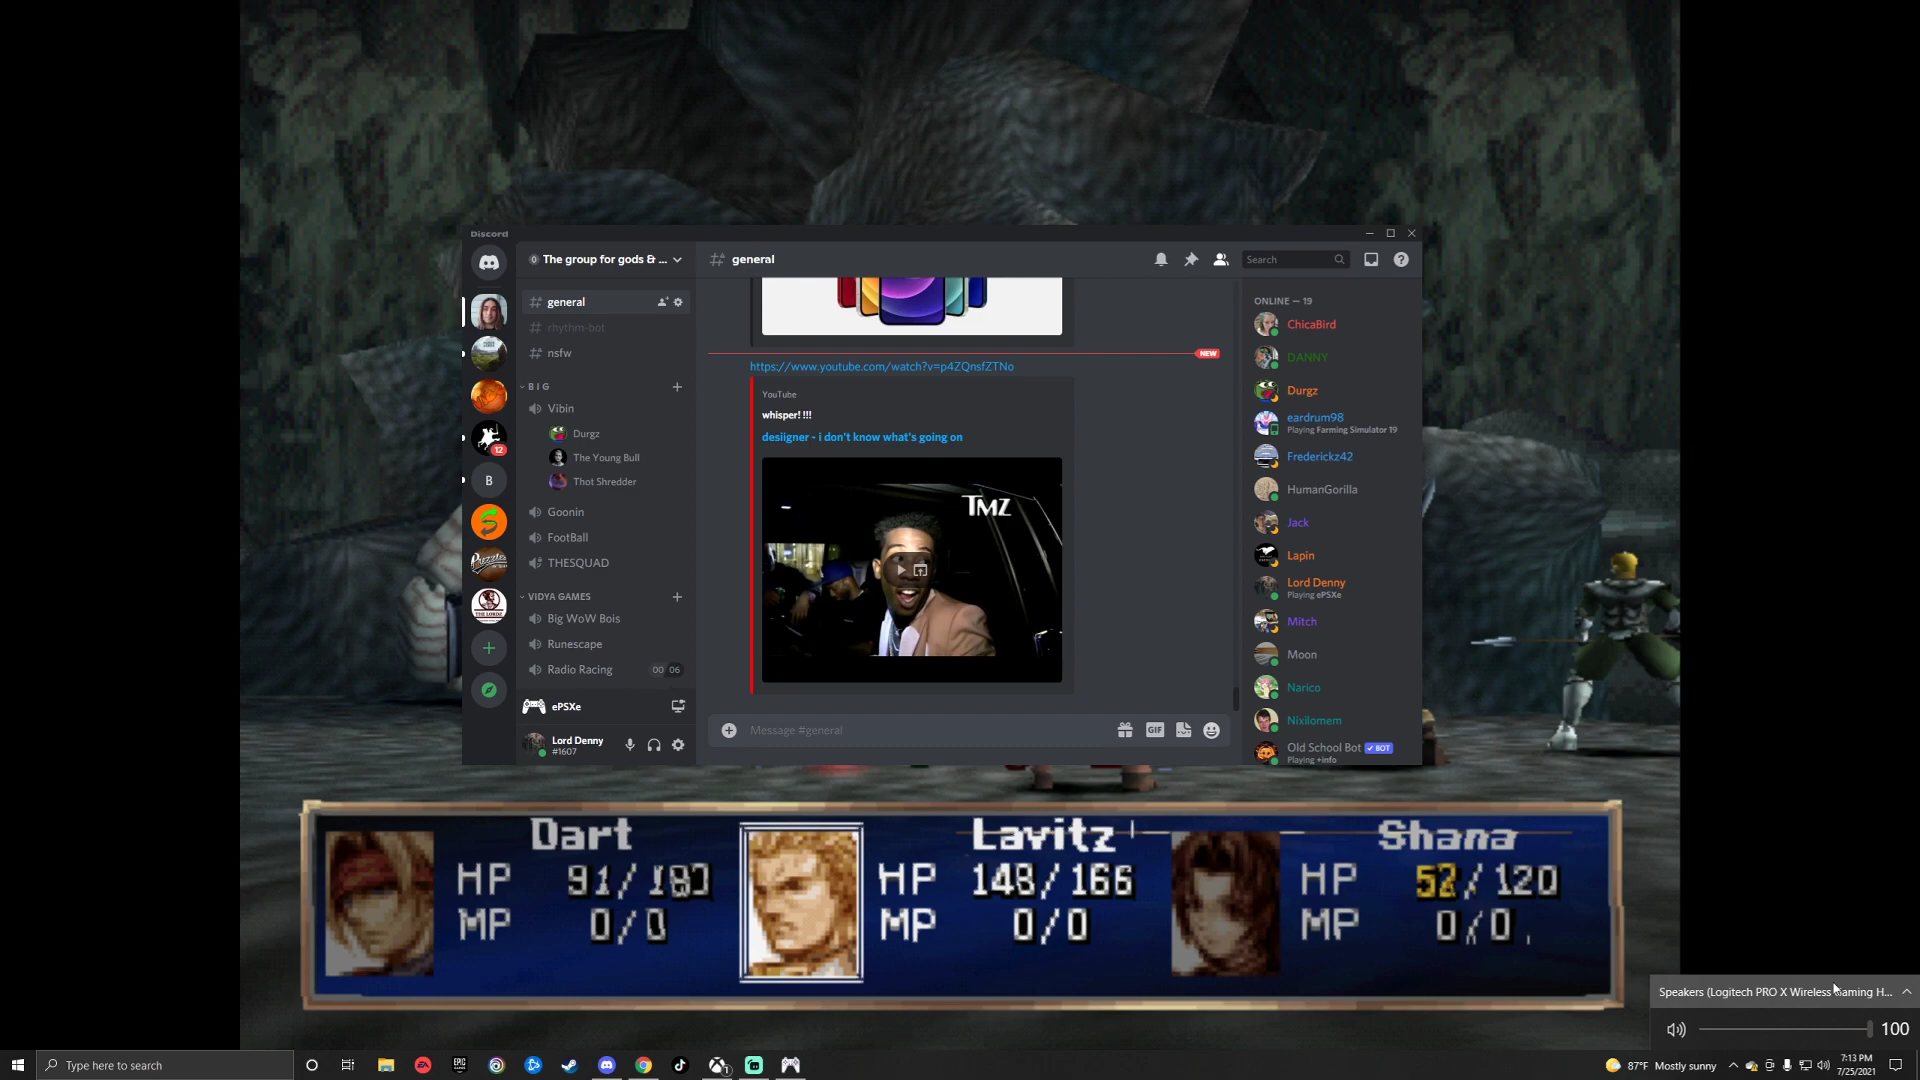 Discord
The group for gods & ...
general
Search
general
rhythm-bot
nsfw
12
B I G
Vibin
Durgz
The Young Bull
Thot Shredder
B
Goonin
FootBall
THESQUAD
VIDYA GAMES
Big WoW Bois
Runescape
Radio Racing
00 06
ePSXe
Lord Denny
#1607
NEW
https://www.youtube.com/watch?v=p4ZQnsfZTNo
YouTube
whisper! !!!
desiigner - i don't know what's going on
TMZ
Message #general
GIF
ONLINE — 19
ChicaBird
DANNY
Durgz
eardrum98
Playing Farming Simulator 19
Frederickz42
HumanGorilla
Jack
Lapin
Lord Denny
Playing ePSXe
Mitch
Moon
Narico
Nixilomem
Old School Bot ✓ BOT
Playing +info
Dart
HP 91/180
MP 0/0
Lavitz
HP 148/166
MP 0/0
Shana
HP 52/120
MP 0/0
Speakers (Logitech PRO X Wireless Gaming H...
100
Type here to search
EPIC
87°F Mostly sunny
7:13 PM
7/25/2021